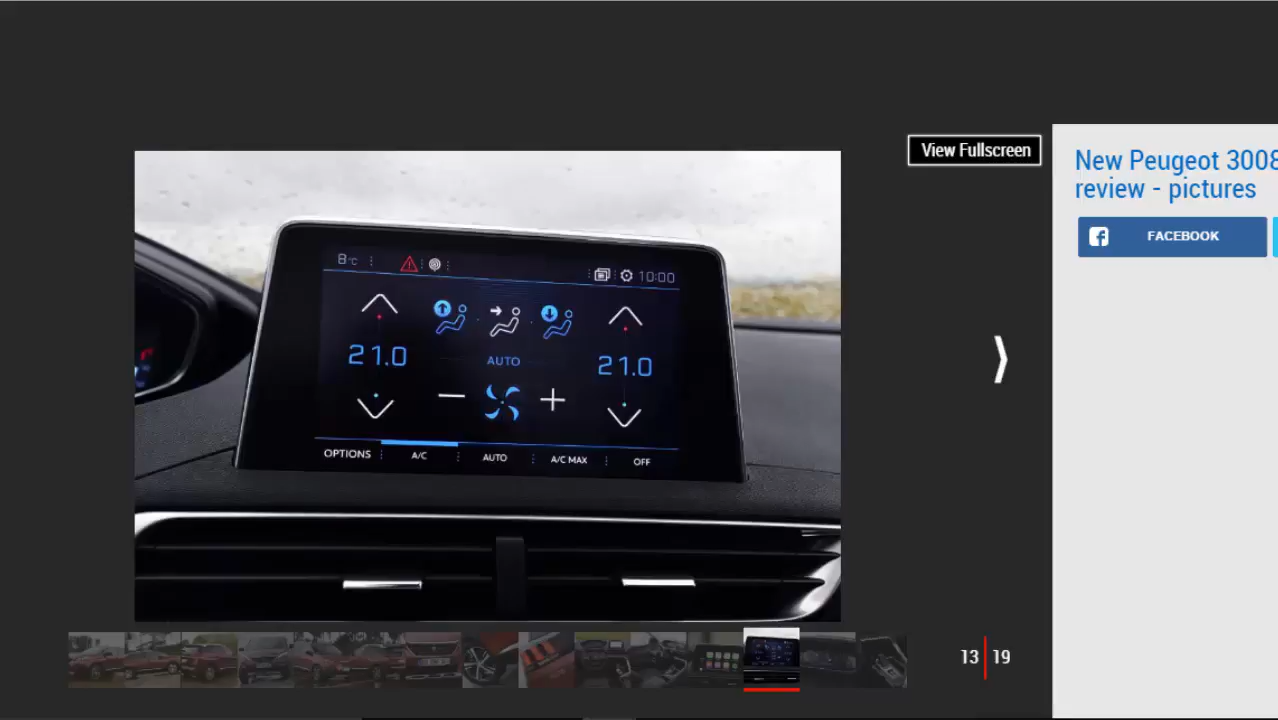 View Fullscreen
New Peugeot 3008
review - pictures
FACEBOOK
8°C
10:00
21.0
21.0
AUTO
OPTIONS A/C AUTO A/C MAX OFF
13 19